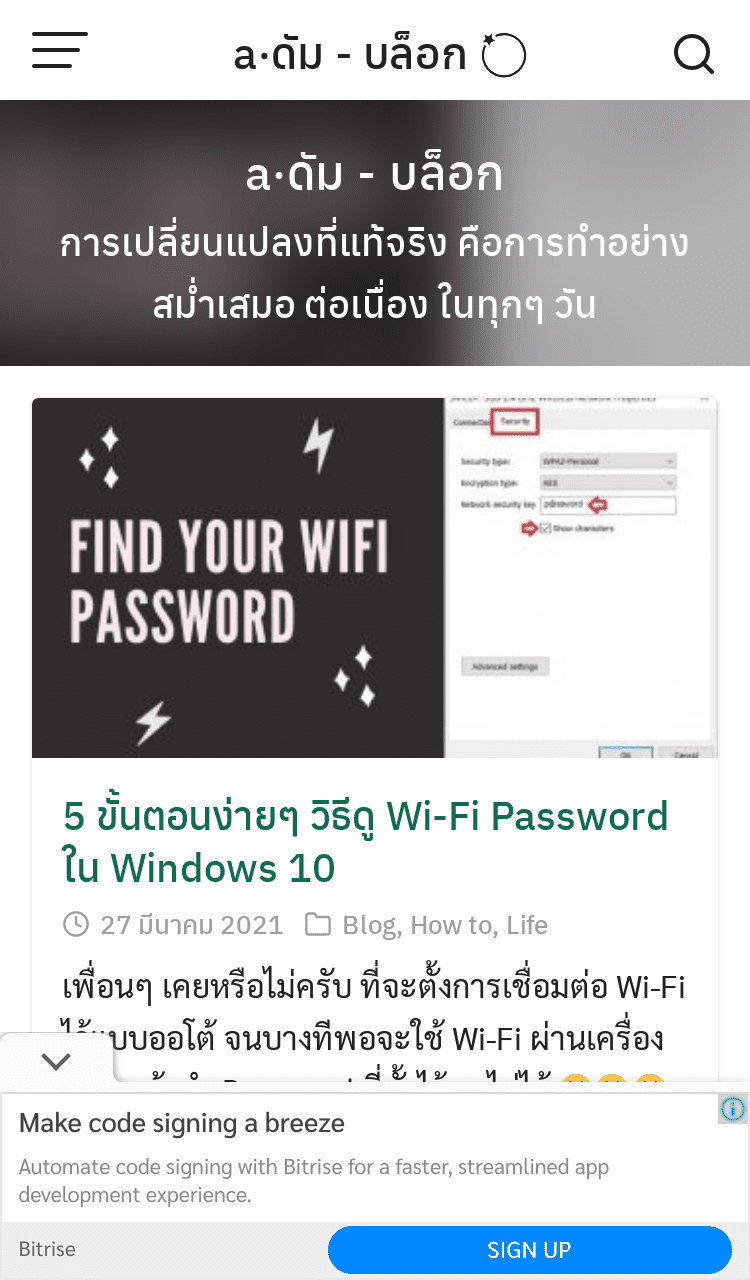 a·ดัม - บล็อก
a·ดัม - บล็อก
การเปลี่ยนแปลงที่แท้จริง คือการทำอย่าง
สม่ำเสมอ ต่อเนื่อง ในทุกๆ วัน
FIND YOUR WIFI
PASSWORD
Connection Security
Security type: WPA2-Personal
Encryption type: AES
Network security key p@ssword
Show characters
Advanced settings
OK Cancel
5 ขั้นตอนง่ายๆ วิธีดู Wi-Fi Password
ใน Windows 10
27 มีนาคม 2021 Blog, How to, Life
เพื่อนๆ เคยหรือไม่ครับ ที่จะตั้งการเชื่อมต่อ Wi-Fi
ไว้แบบออโต้ จนบางทีพอจะใช้ Wi-Fi ผ่านเครื่อง
Make code signing a breeze
Automate code signing with Bitrise for a faster, streamlined app
development experience.
Bitrise
SIGN UP